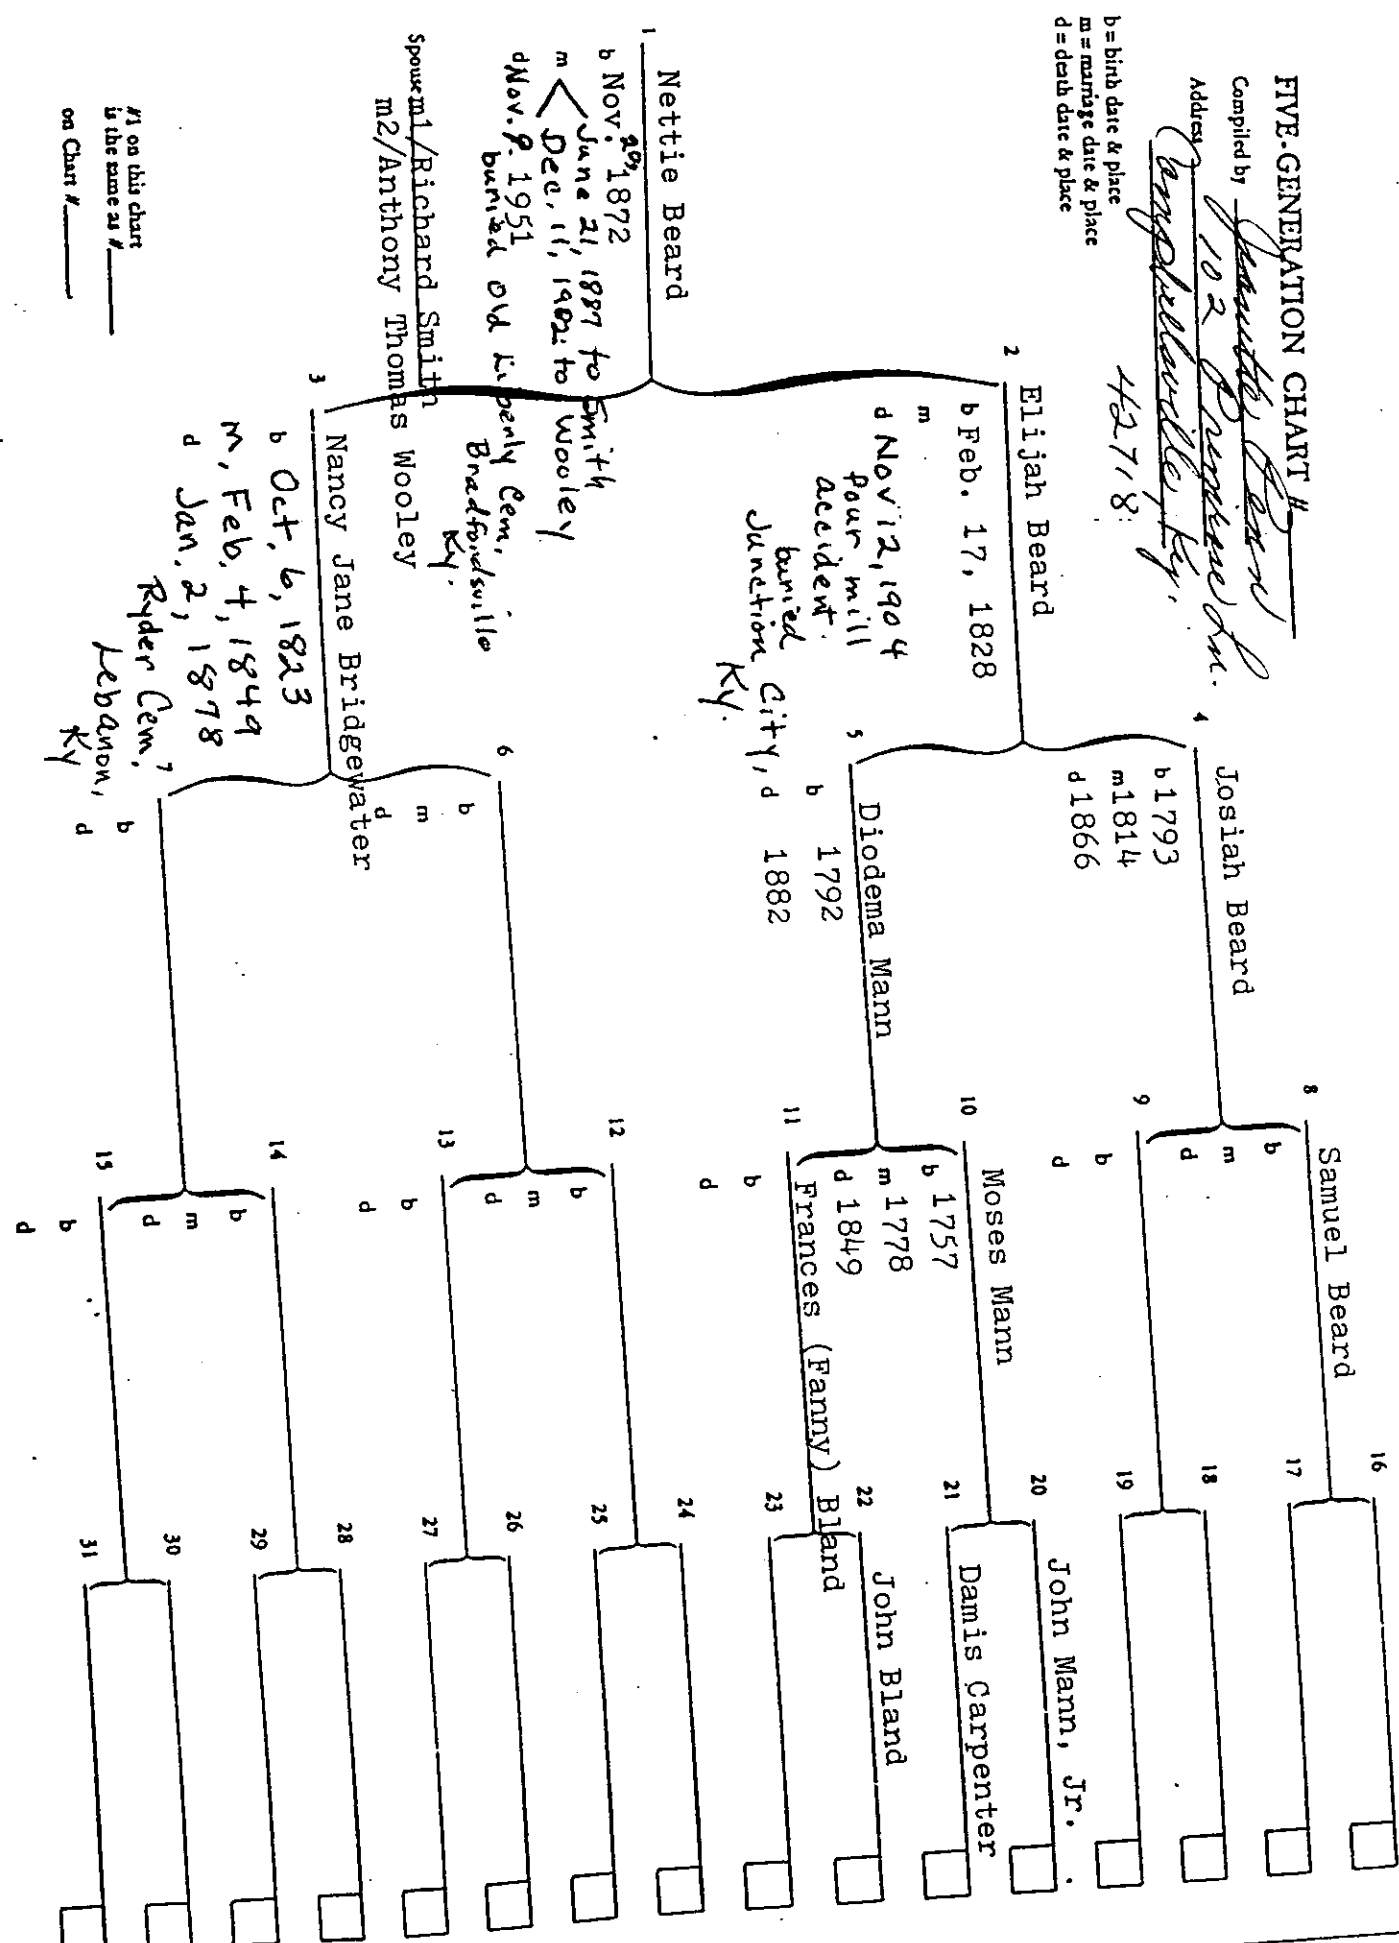 FIVE-GENERATION CHART #
Compiled by
Address 102 Ln.
Campbellsville, Ky.
42718
b = birth date & place
m = marriage date & place
d = death date & place
1 Nettie Beard
b Nov. 20, 1872
m < June 21, 1887 to Smith
Dec. 11, 1902 to Wooley
d Nov. 9. 1951
buried Old Liberly Cem,
Bradfordsville
Ky.
Spouse m1/Richard Smith
m2/Anthony Thomas Wooley
#1 on this chart
is the same as #
on Chart #
2 Elijah Beard
b Feb. 17, 1828
m
d Nov 12, 1904
flour mill
accident.
buried
Junction City,
Ky.
3 Nancy Jane Bridgewater
b Oct, 6, 1823
m, Feb, 4, 1849
d Jan, 2, 1878
Ryder Cem,
Lebanon,
Ky
4 Josiah Beard
b 1793
m 1814
d 1866
5 Diodema Mann
b 1792
d 1882
6
b
m
d
7
b
d
8 Samuel Beard
b
m
d
9
b
d
10 Moses Mann
b 1757
m 1778
d 1849
11 Frances (Fanny) Bland
b
d
12
b
m
d
13
b
d
14
b
m
d
15
b
d
16
17
18
19
20 John Mann, Jr.
21 Damis Carpenter
22 John Bland
23
24
25
26
27
28
29
30
31